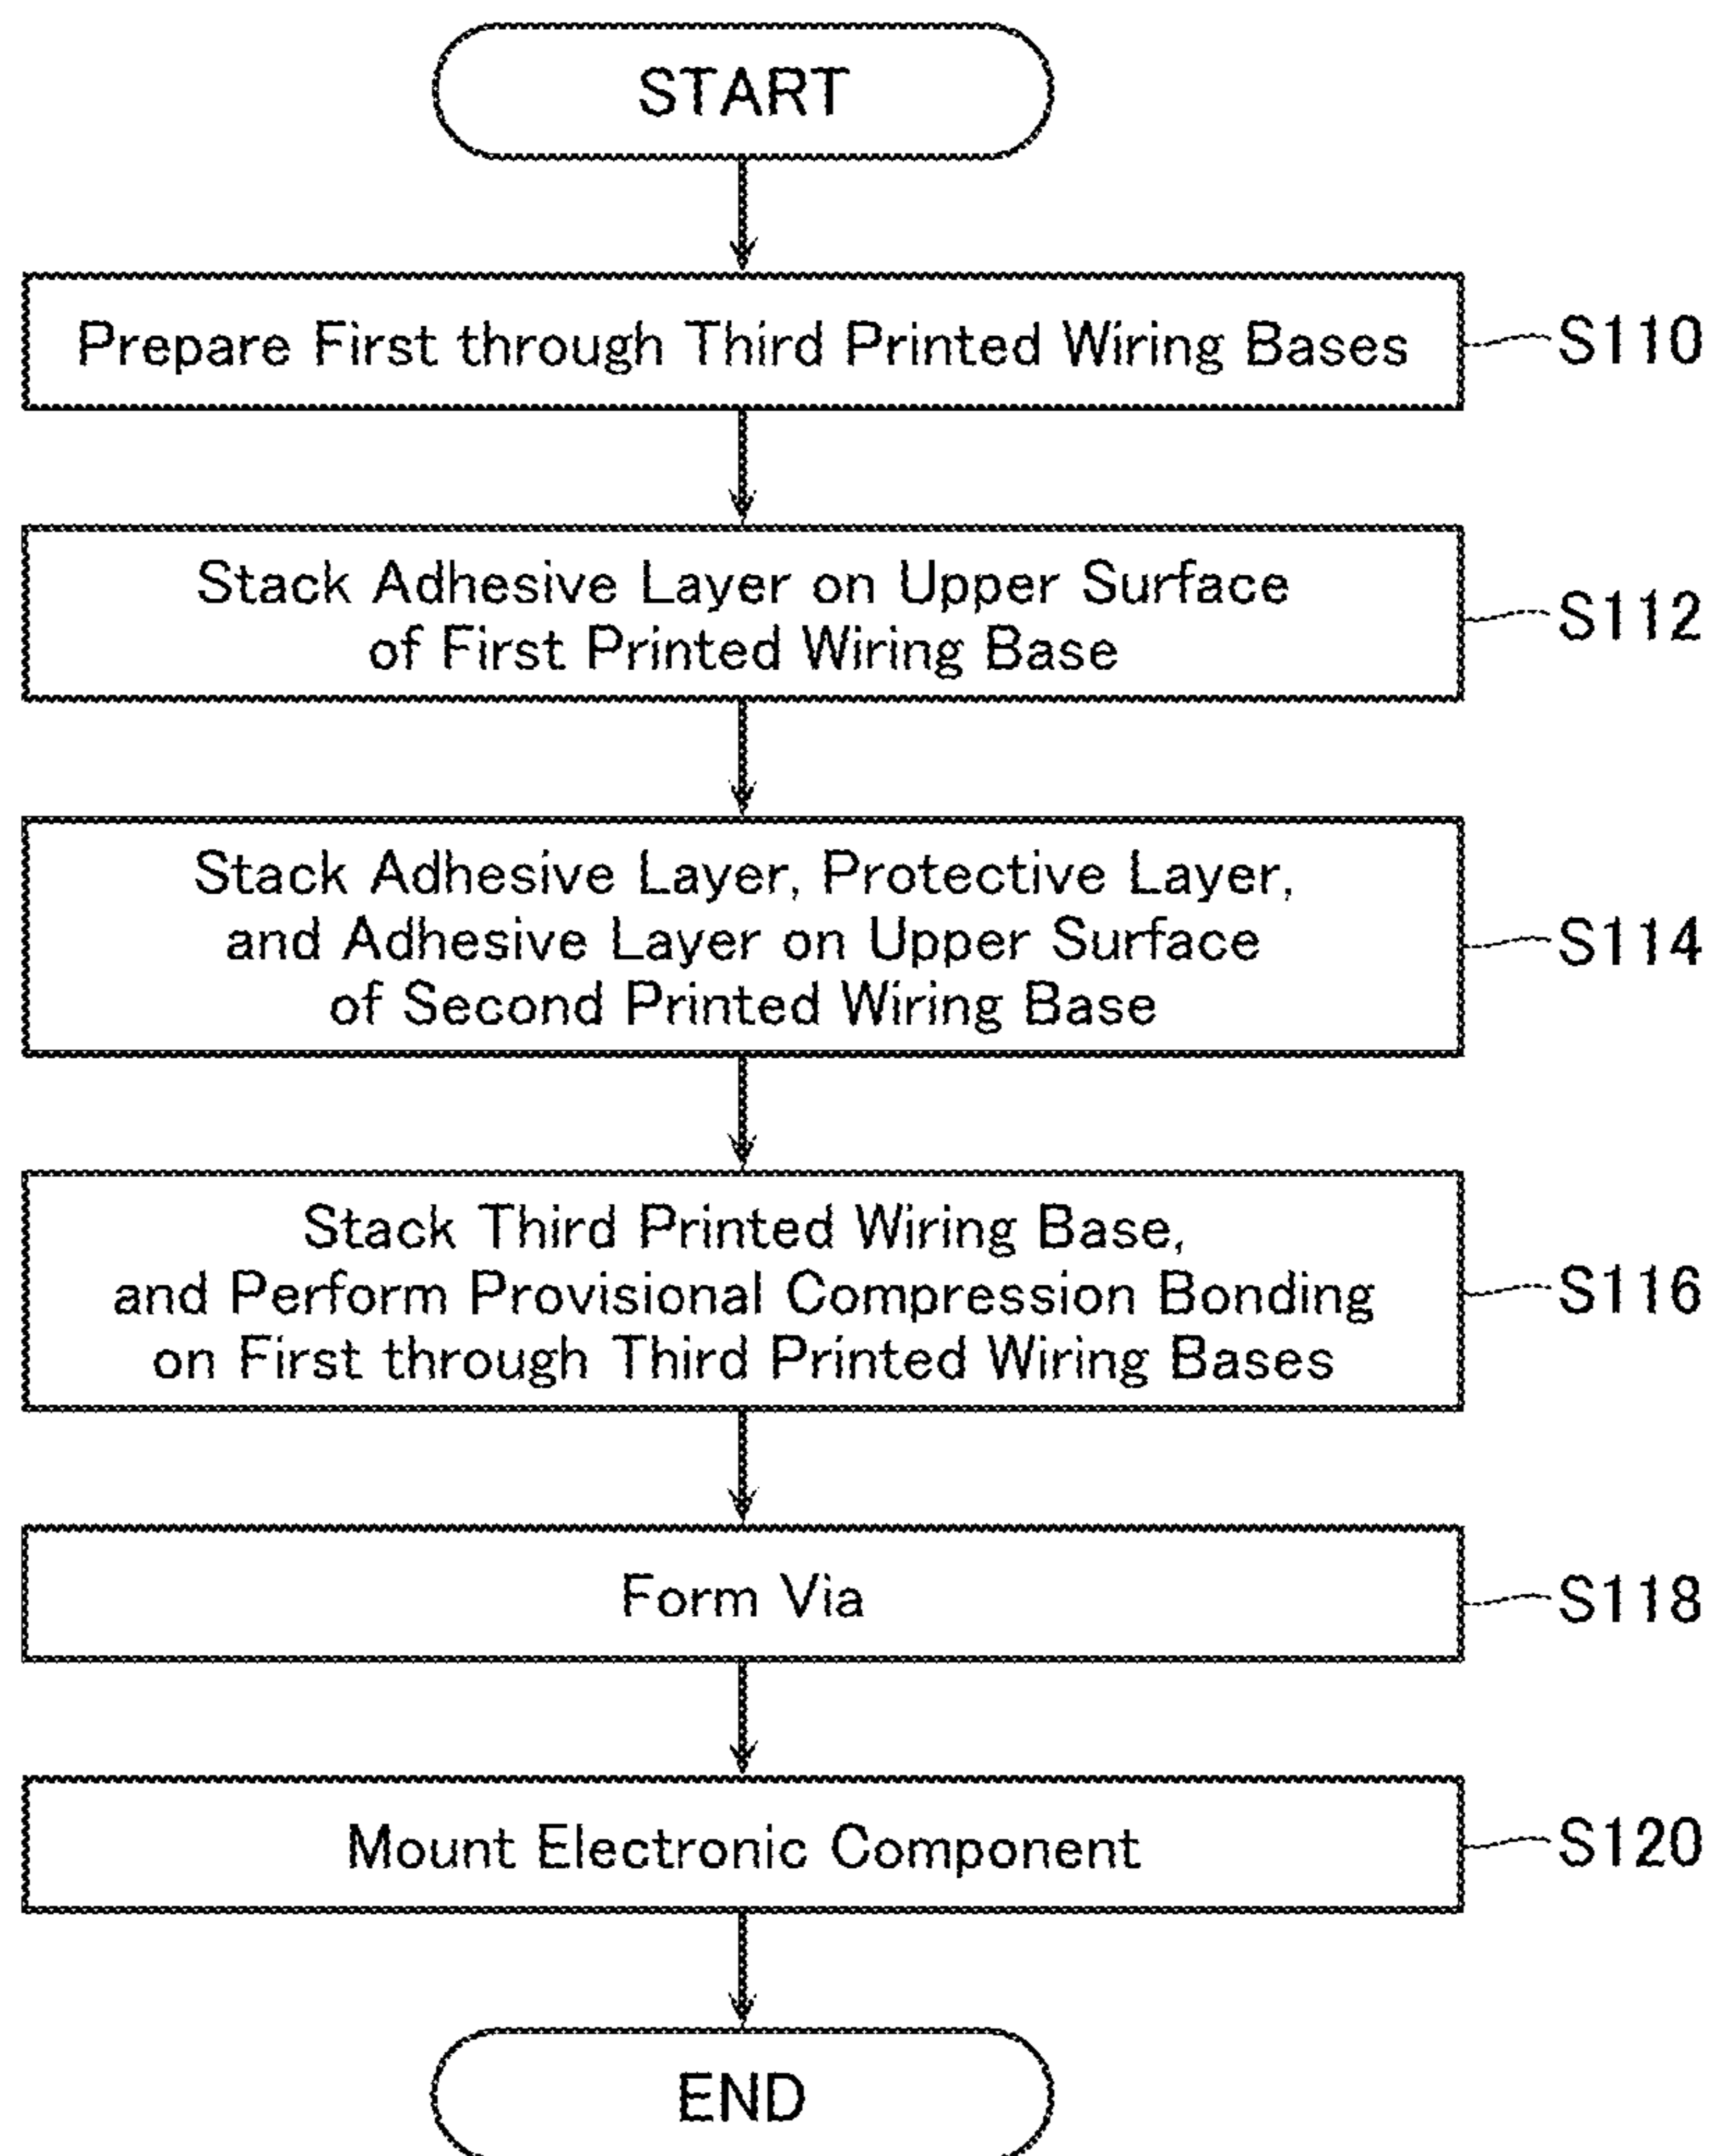 START
Prepare First through Third Printed Wiring Bases
S110
Stack Adhesive Layer on Upper Surface
of First Printed Wiring Base
S112
Stack Adhesive Layer, Protective Layer,
and Adhesive Layer on Upper Surface
of Second Printed Wiring Base
S114
Stack Third Printed Wiring Base,
and Perform Provisional Compression Bonding
on First through Third Printed Wiring Bases
S116
Form Via
S118
Mount Electronic Component
S120
END